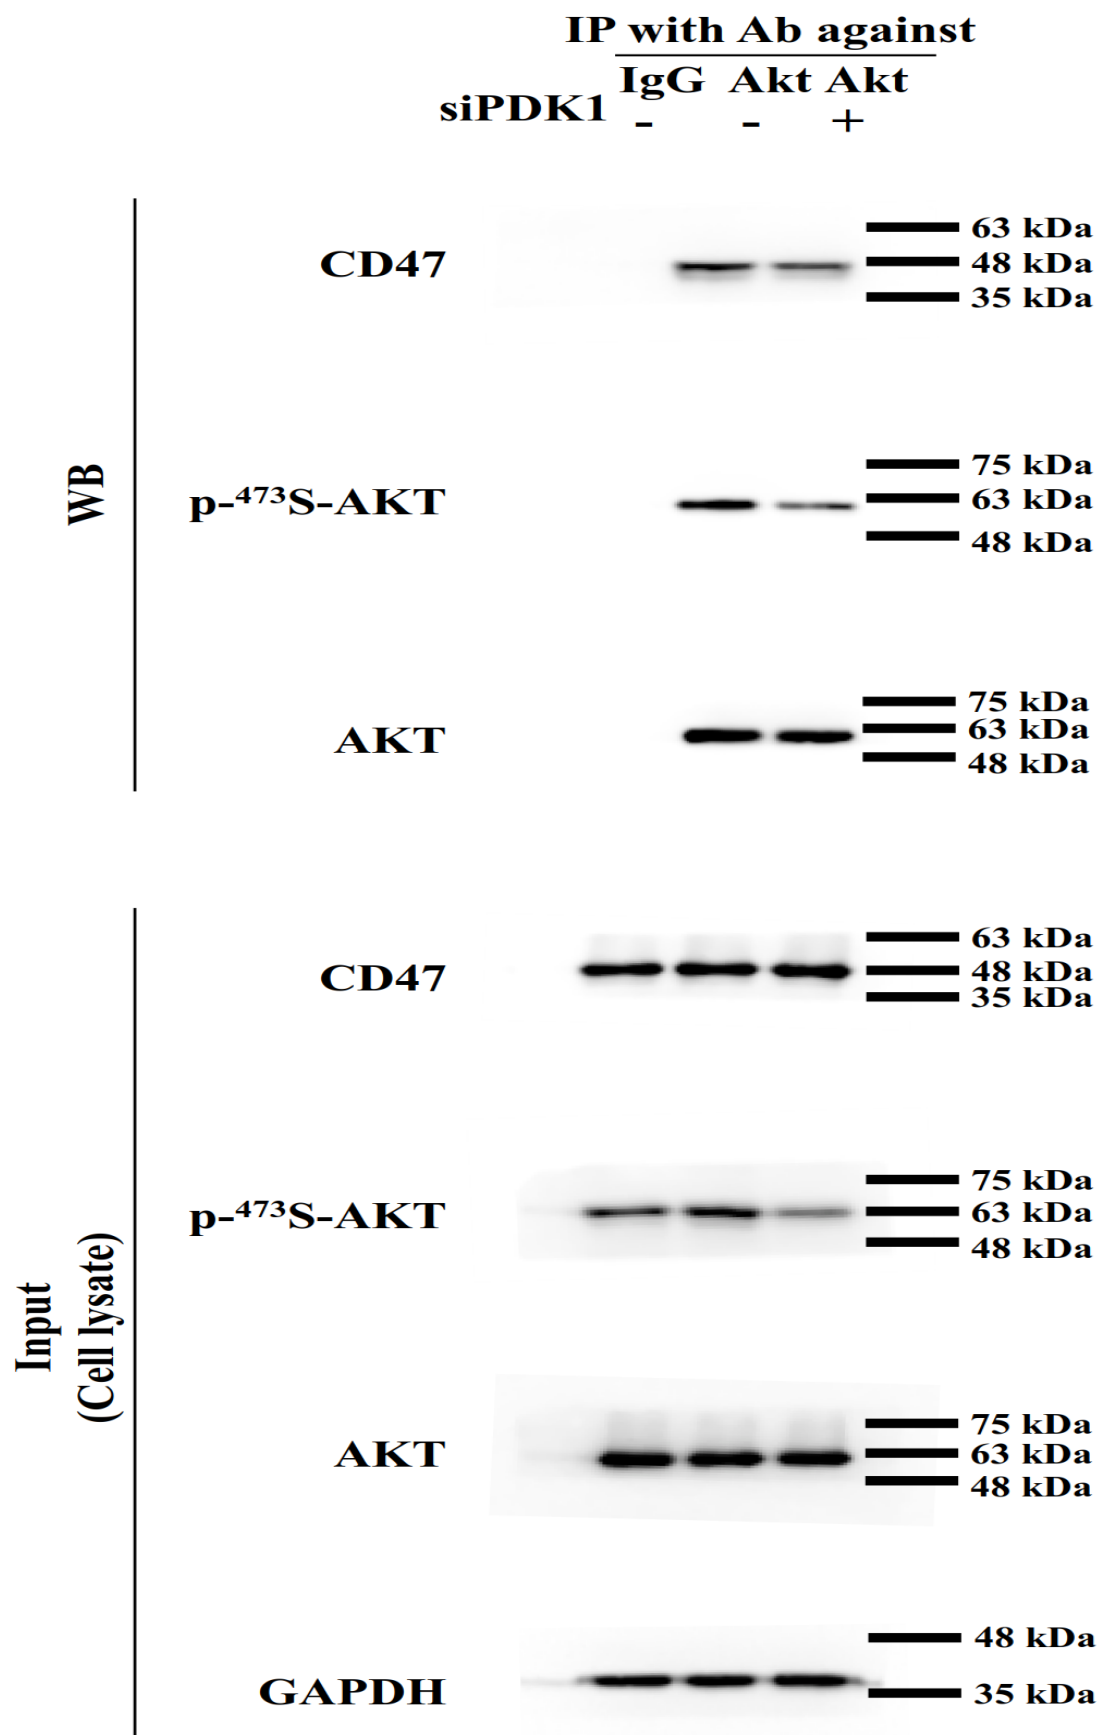 IP with Ab against
IgG Akt Akt
siPDK1 - - +
WB
CD47
63 kDa
48 kDa
35 kDa
p-⁴⁷³S-AKT
75 kDa
63 kDa
48 kDa
AKT
75 kDa
63 kDa
48 kDa
Input
(Cell lysate)
CD47
63 kDa
48 kDa
35 kDa
p-⁴⁷³S-AKT
75 kDa
63 kDa
48 kDa
AKT
75 kDa
63 kDa
48 kDa
GAPDH
48 kDa
35 kDa